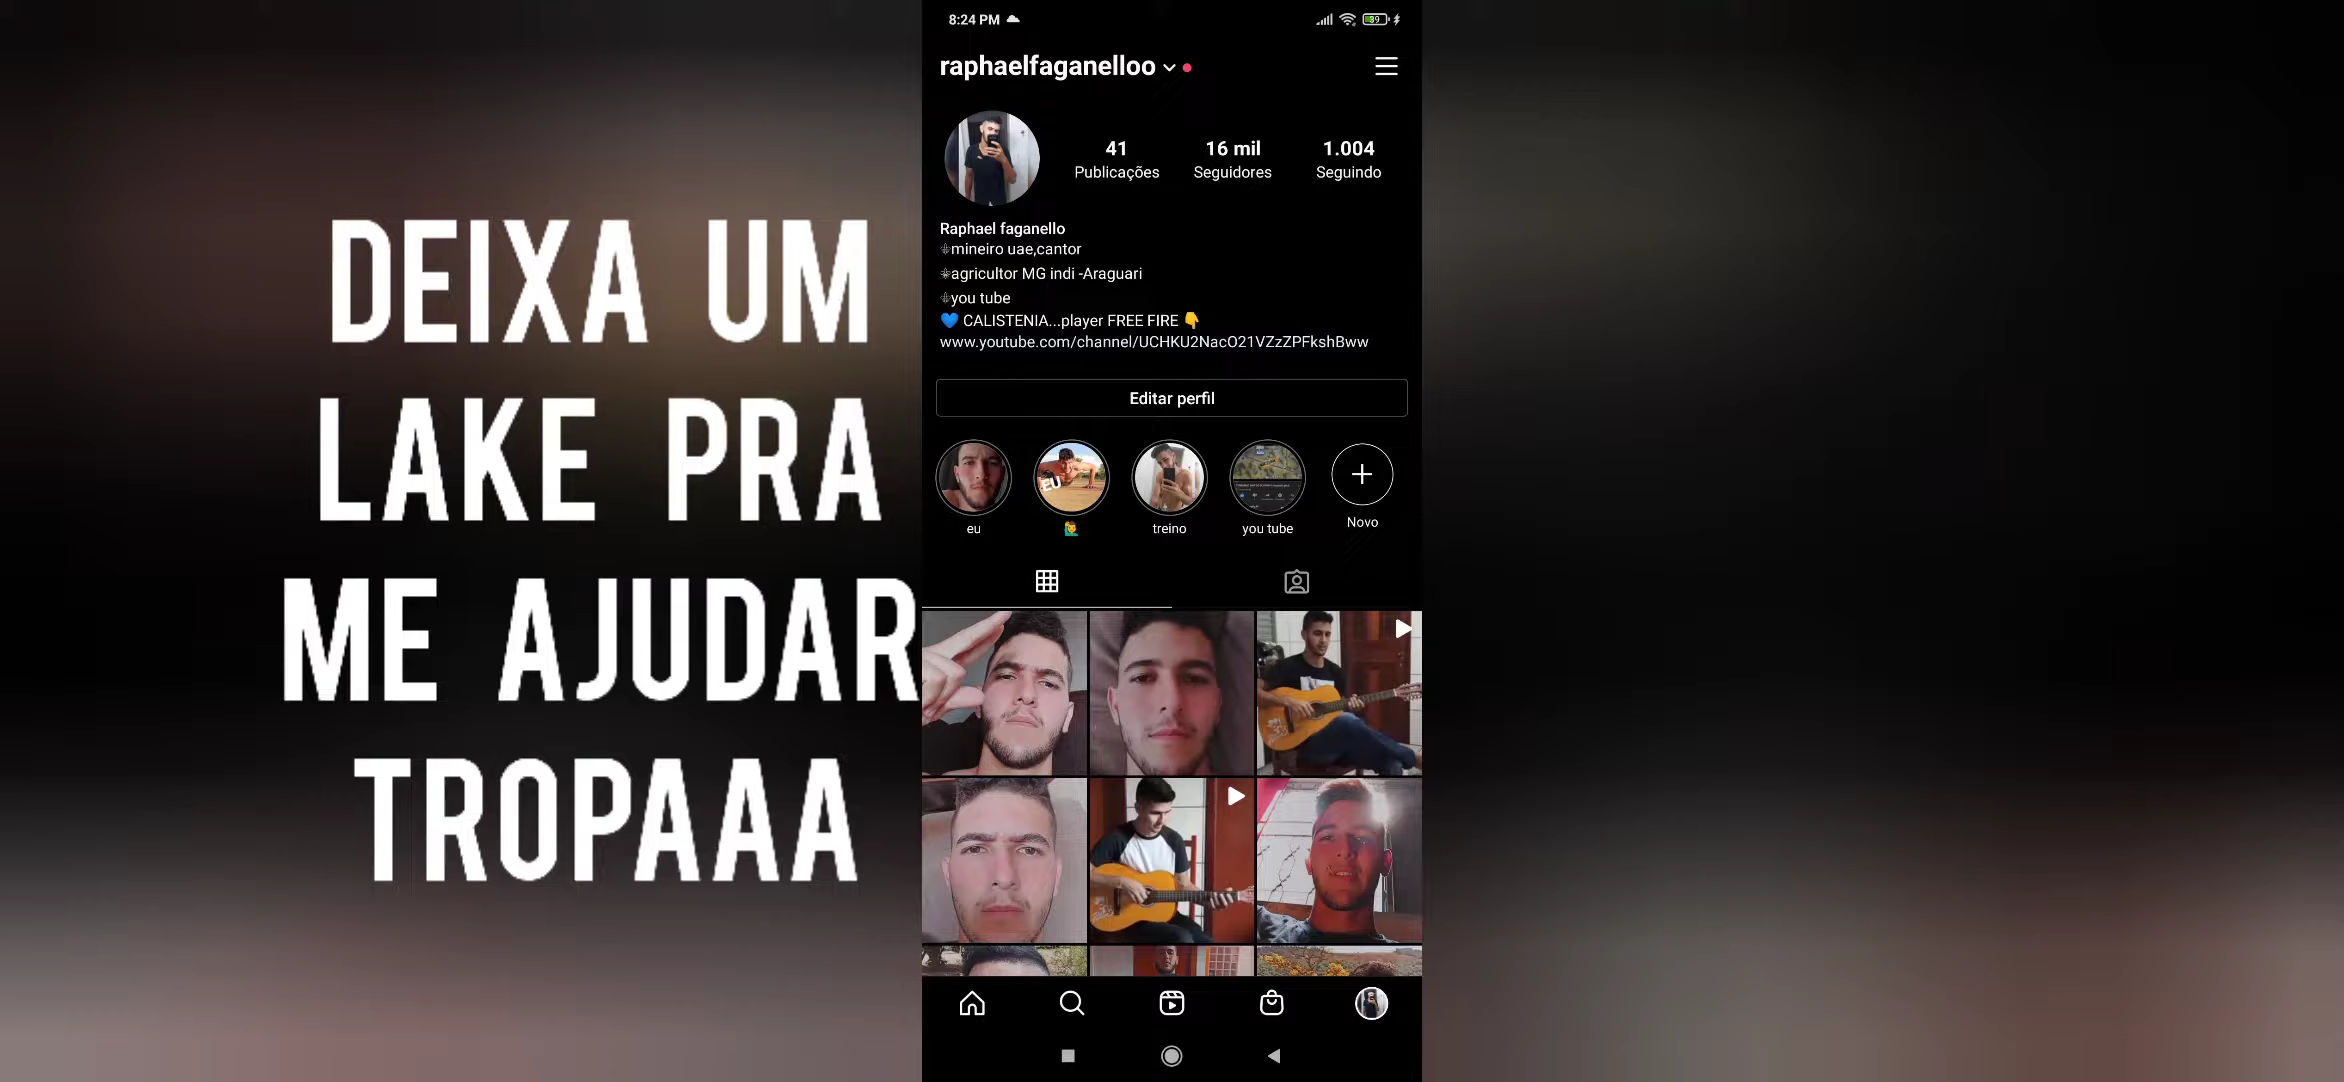 DEIXA UM
LAKE PRA
ME AJUDAR
TROPAAA
8:24 PM
39
raphaelfaganelloo
41
Publicações
16 mil
Seguidores
1.004
Seguindo
Raphael faganello
⚜mineiro uae,cantor
⚜agricultor MG indi -Araguari
⚜you tube
💙 CALISTENIA...player FREE FIRE 👇
www.youtube.com/channel/UCHKU2NacO21VZzZPFkshBww
Editar perfil
EU
eu
🙋‍♂️
treino
you tube
Novo